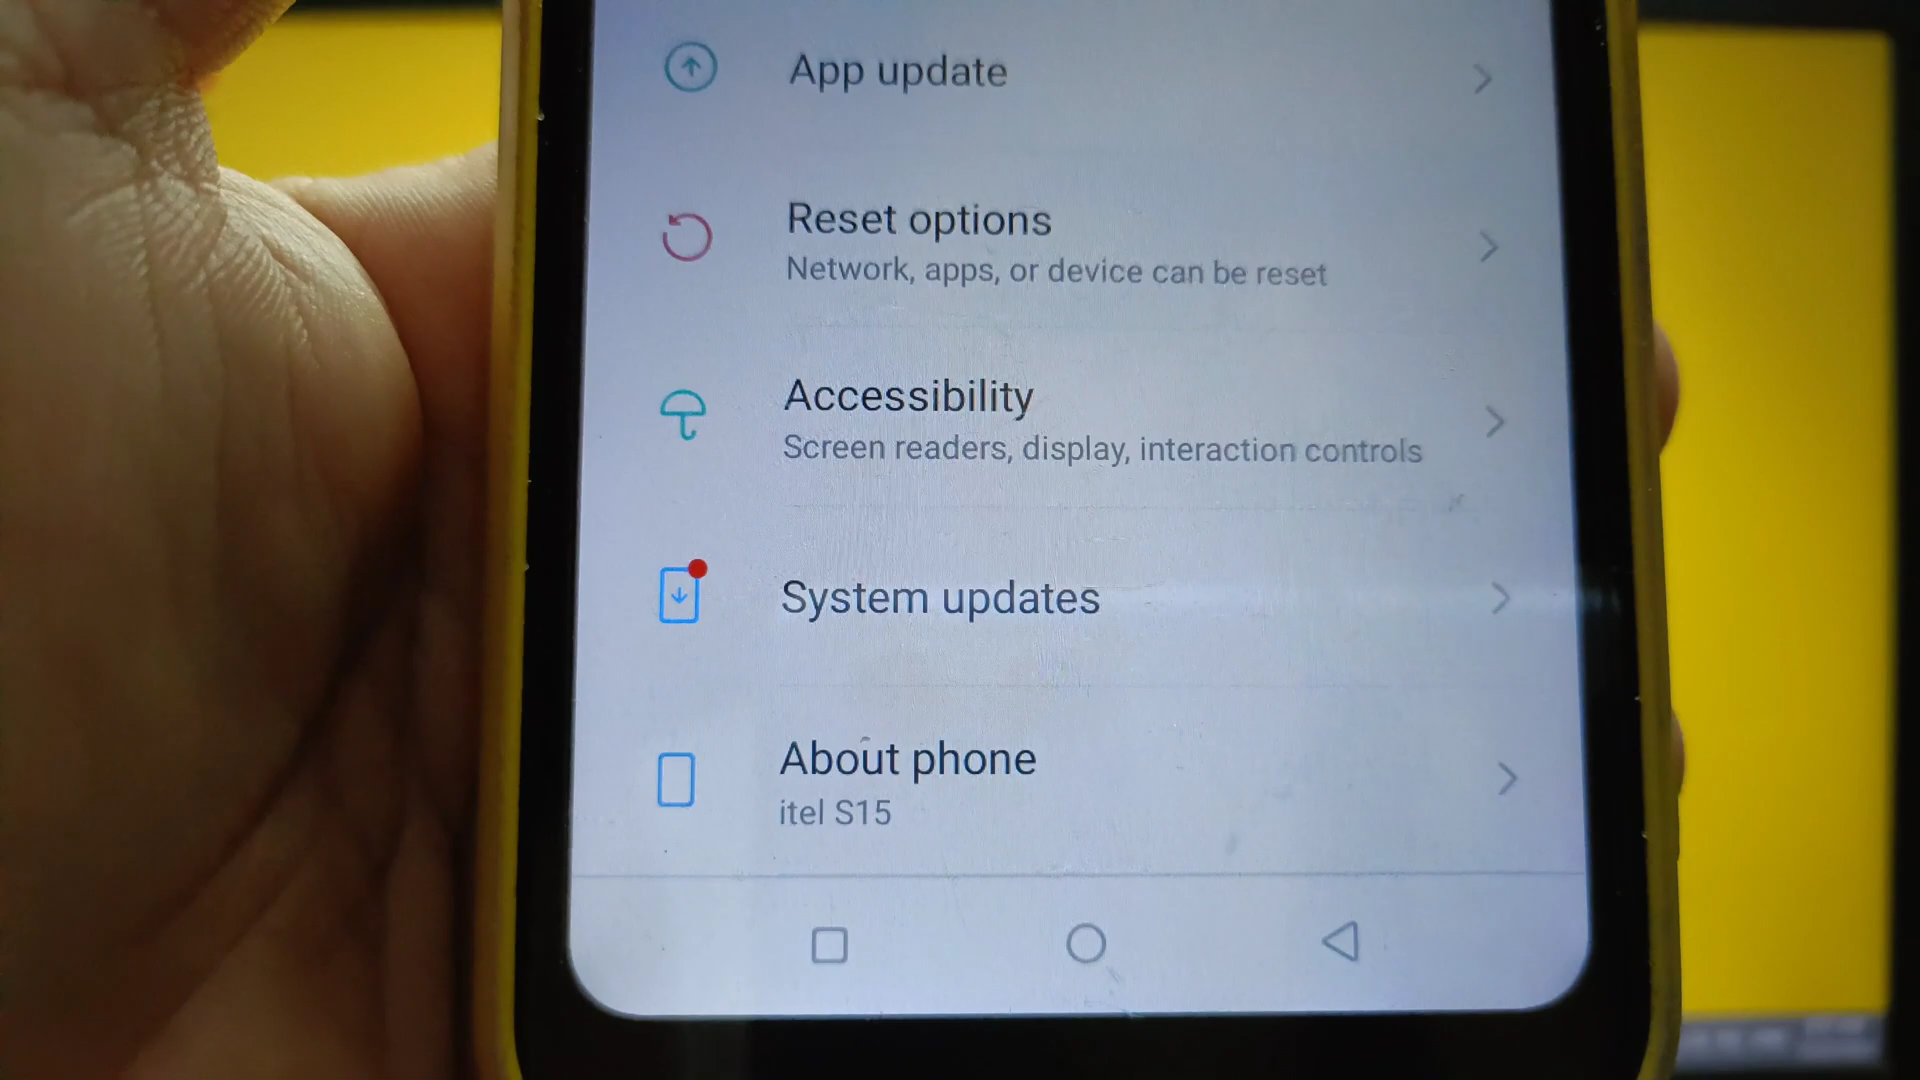 App update
Reset options
Network, apps, or device can be reset
Accessibility
Screen readers, display, interaction controls
System updates
About phone
itel S15